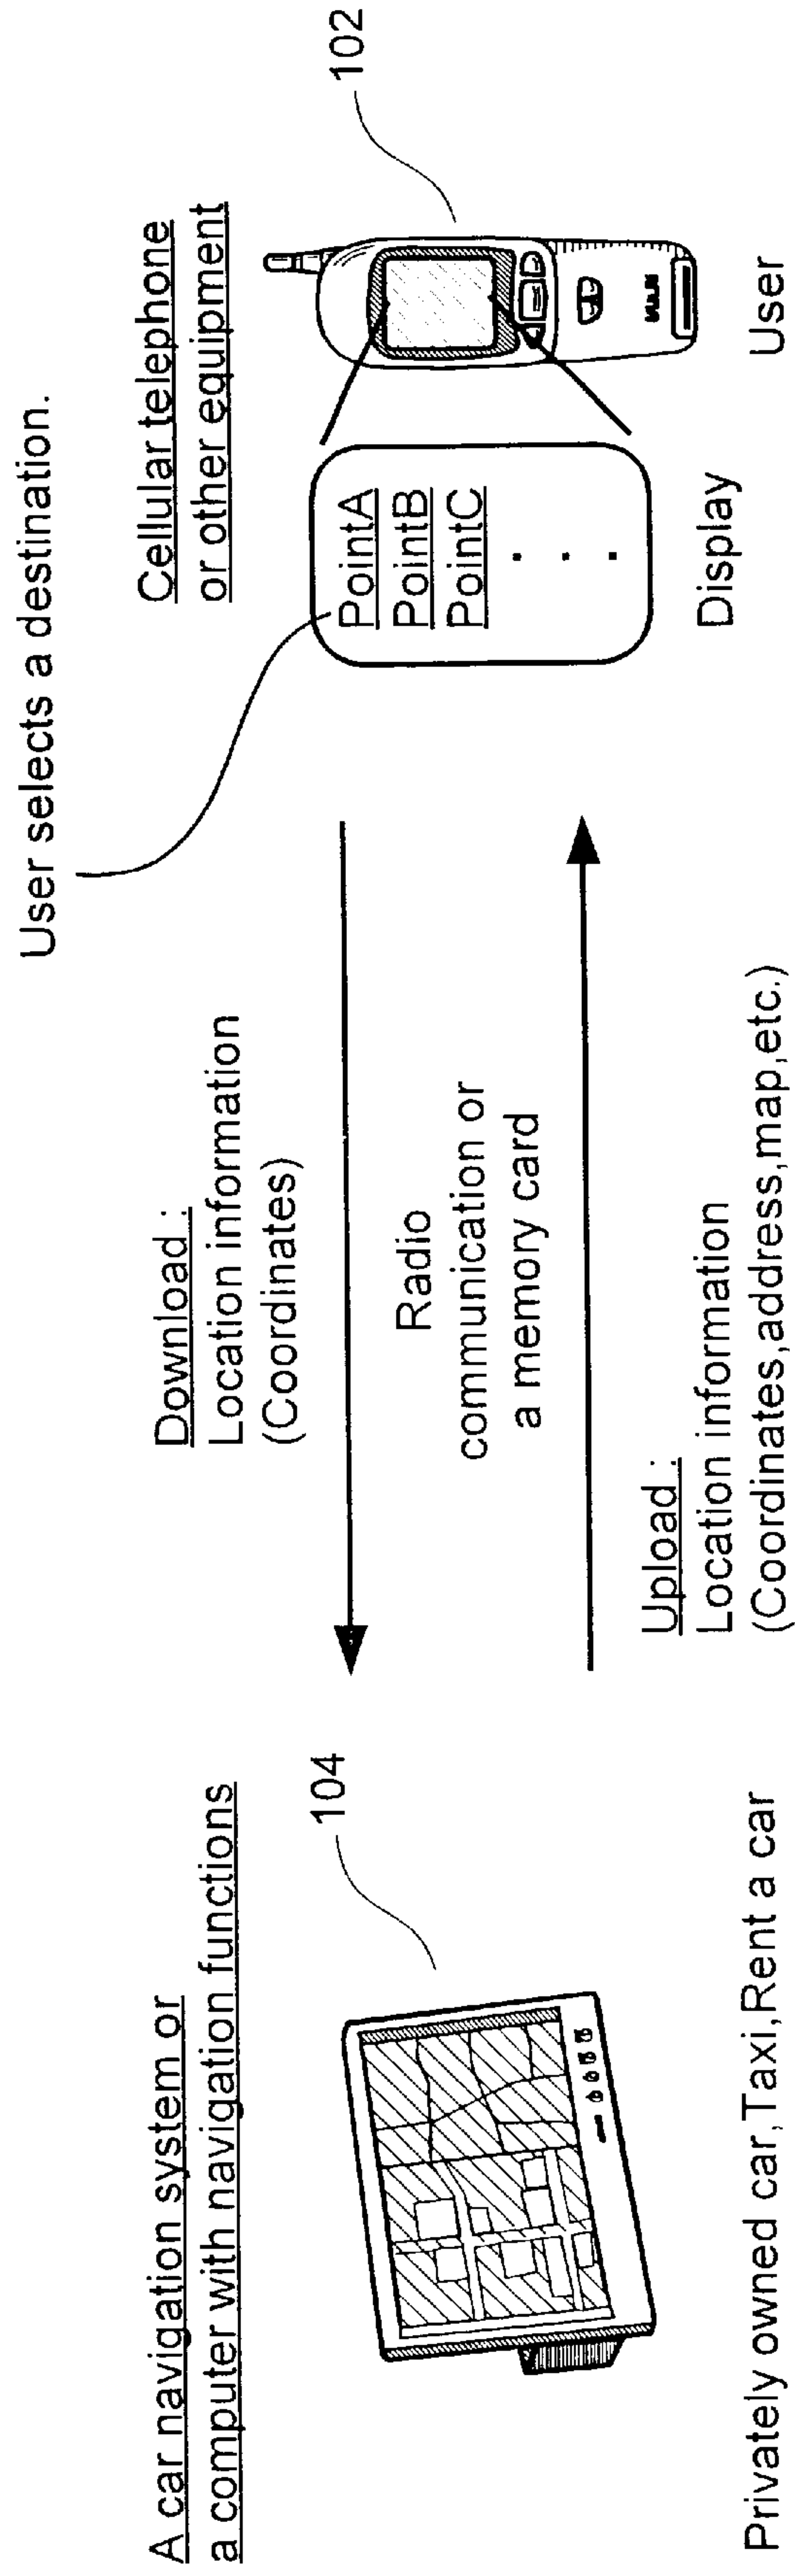 User selects a destination.
A car navigation system or
a computer with navigation functions
104
Privately owned car,Taxi,Rent a car
Download :
Location information
(Coordinates)
Radio
communication or
a memory card
Upload :
Location information
(Coordinates,address,map,etc.)
Cellular telephone
or other equipment
102
PointA
PointB
PointC
Display
User